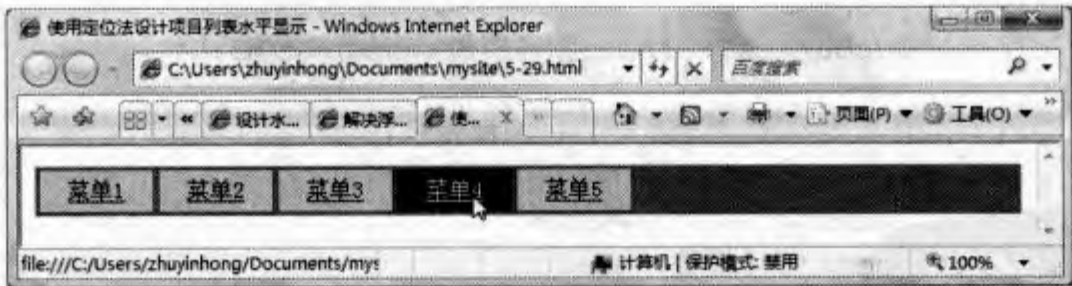 使用定位法设计项目列表水平显示 - Windows Internet Explorer
C:\Users\zhuyinhong\Documents\mysite\5-29.html 百度搜索
设计水... 解决浮... 使... 页面(P) 工具(O)
菜单1 菜单2 菜单3 菜单4 菜单5
file:///C:/Users/zhuyinhong/Documents/mys 计算机 | 保护模式: 禁用 100%